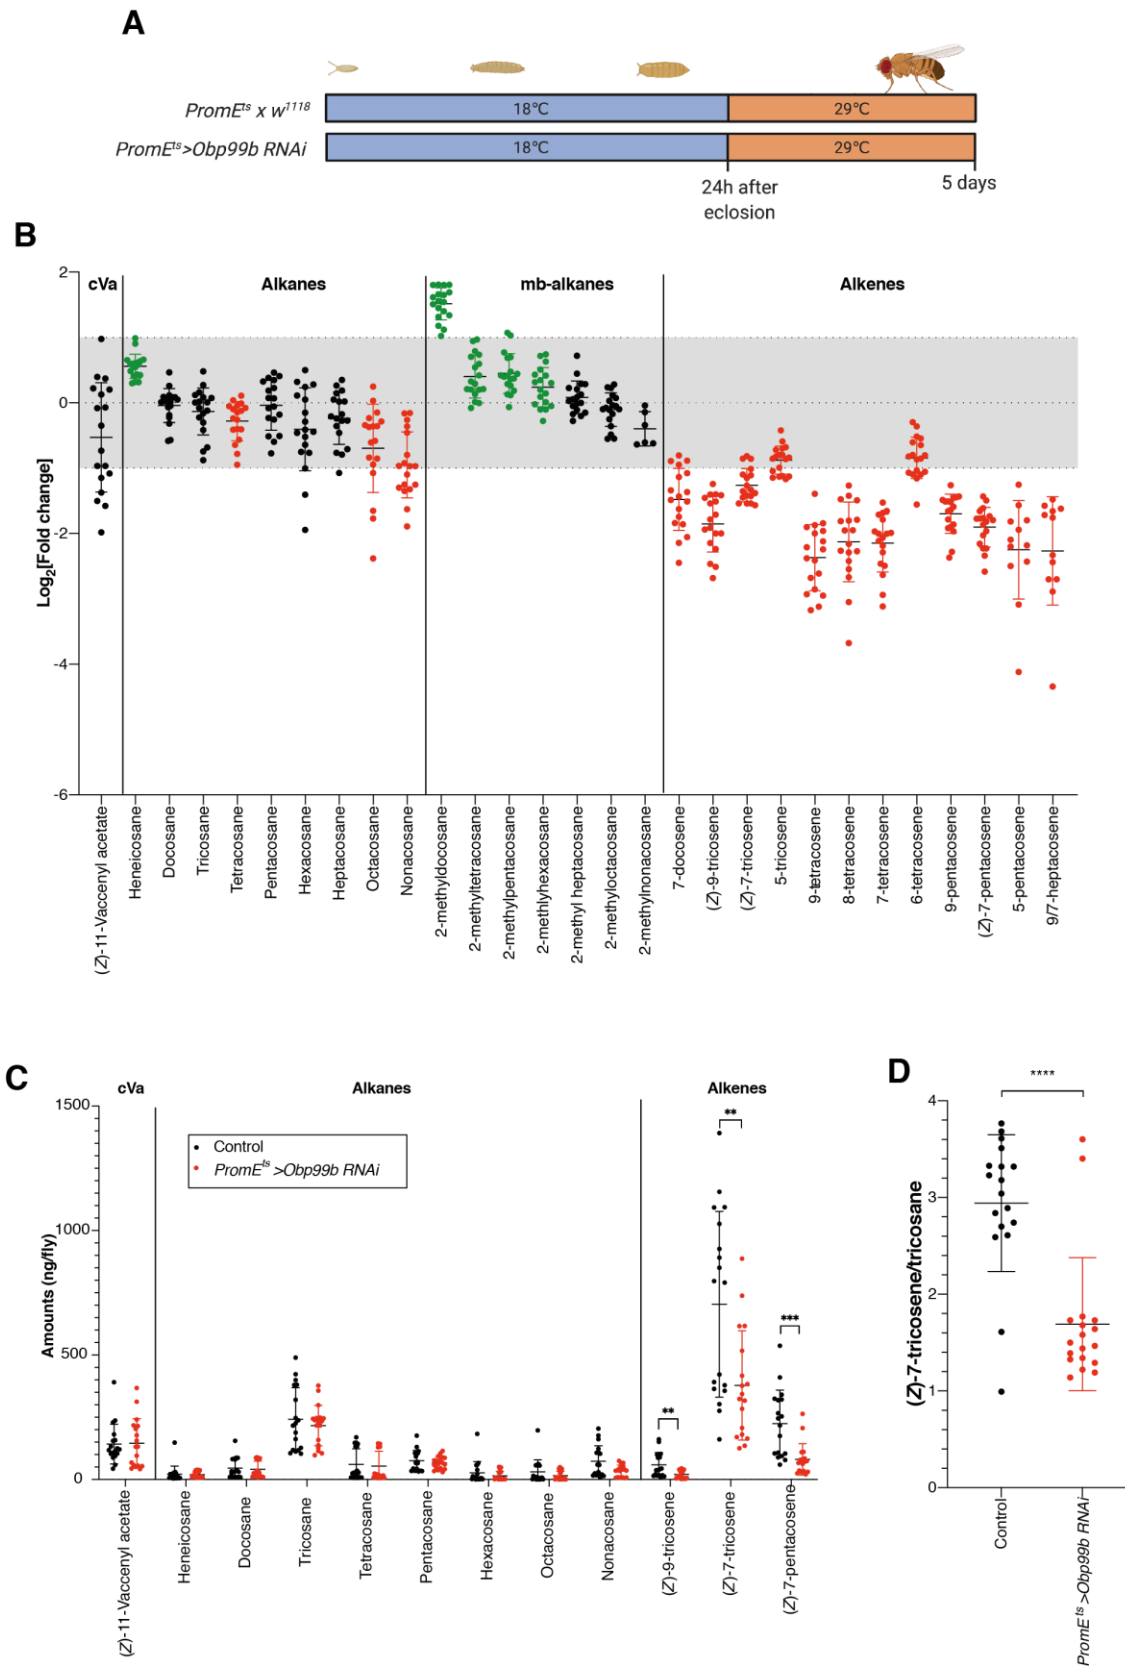 A
PromE^ts x w^1118
18°C
29°C
PromE^ts>Obp99b RNAi
18°C
29°C
24h after
eclosion
5 days
B
cVa
Alkanes
mb-alkanes
Alkenes
Log2[Fold change]
2
0
-2
-4
-6
(Z)-11-Vaccenyl acetate
Heneicosane
Docosane
Tricosane
Tetracosane
Pentacosane
Hexacosane
Heptacosane
Octacosane
Nonacosane
2-methyldocosane
2-methyltetracosane
2-methylpentacosane
2-methylhexacosane
2-methyl heptacosane
2-methyloctacosane
2-methylnonacosane
7-docosene
(Z)-9-tricosene
(Z)-7-tricosene
5-tricosene
9-tetracosene
8-tetracosene
7-tetracosene
6-tetracosene
9-pentacosene
(Z)-7-pentacosene
5-pentacosene
9/7-heptacosene
C
cVa
Alkanes
Alkenes
Amounts (ng/fly)
1500
1000
500
0
Control
PromE^ts >Obp99b RNAi
**
**
***
(Z)-11-Vaccenyl acetate
Heneicosane
Docosane
Tricosane
Tetracosane
Pentacosane
Hexacosane
Octacosane
Nonacosane
(Z)-9-tricosene
(Z)-7-tricosene
(Z)-7-pentacosene
D
****
(Z)-7-tricosene/tricosane
4
3
2
1
0
Control
PromE^ts >Obp99b RNAi